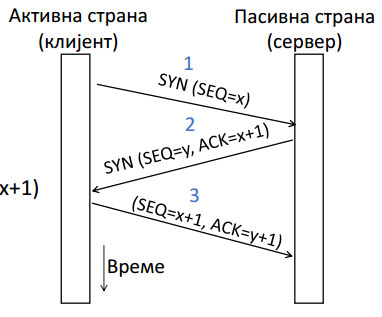 Активна страна
(клијент)
Пасивна страна
(сервер)
1
SYN (SEQ=x)
2
SYN (SEQ=y, ACK=x+1)
x+1)
3
(SEQ=x+1, ACK=y+1)
Време